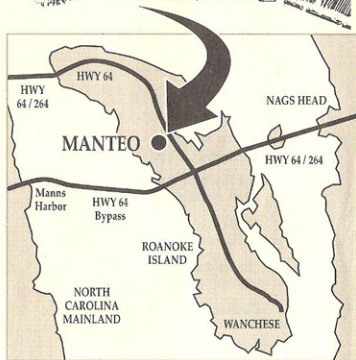 HWY 64
HWY
64 / 264
NAGS HEAD
MANTEO
HWY 64 / 264
Manns
Harbor
HWY 64
Bypass
ROANOKE
ISLAND
NORTH
CAROLINA
MAINLAND
WANCHESE